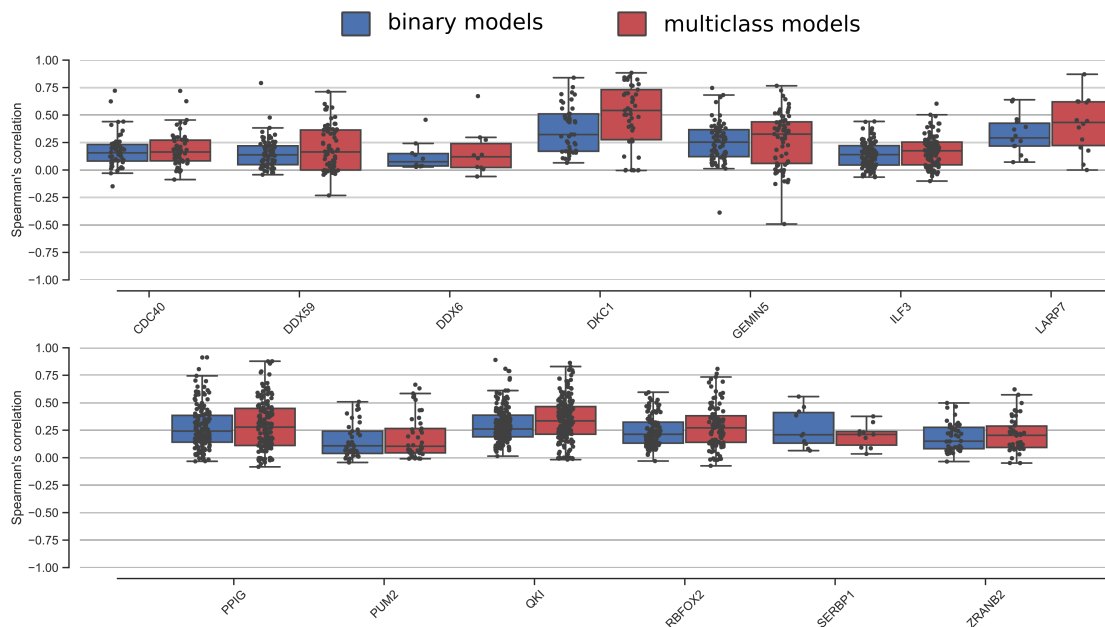 binary models
multiclass models
Spearman's correlation
1.00
0.75
0.50
0.25
0.00
−0.25
−0.50
−0.75
−1.00
CDC40
DDX59
DDX6
DKC1
GEMIN5
ILF3
LARP7
Spearman's correlation
1.00
0.75
0.50
0.25
0.00
−0.25
−0.50
−0.75
−1.00
PPIG
PUM2
QKI
RBFOX2
SERBP1
ZRANB2